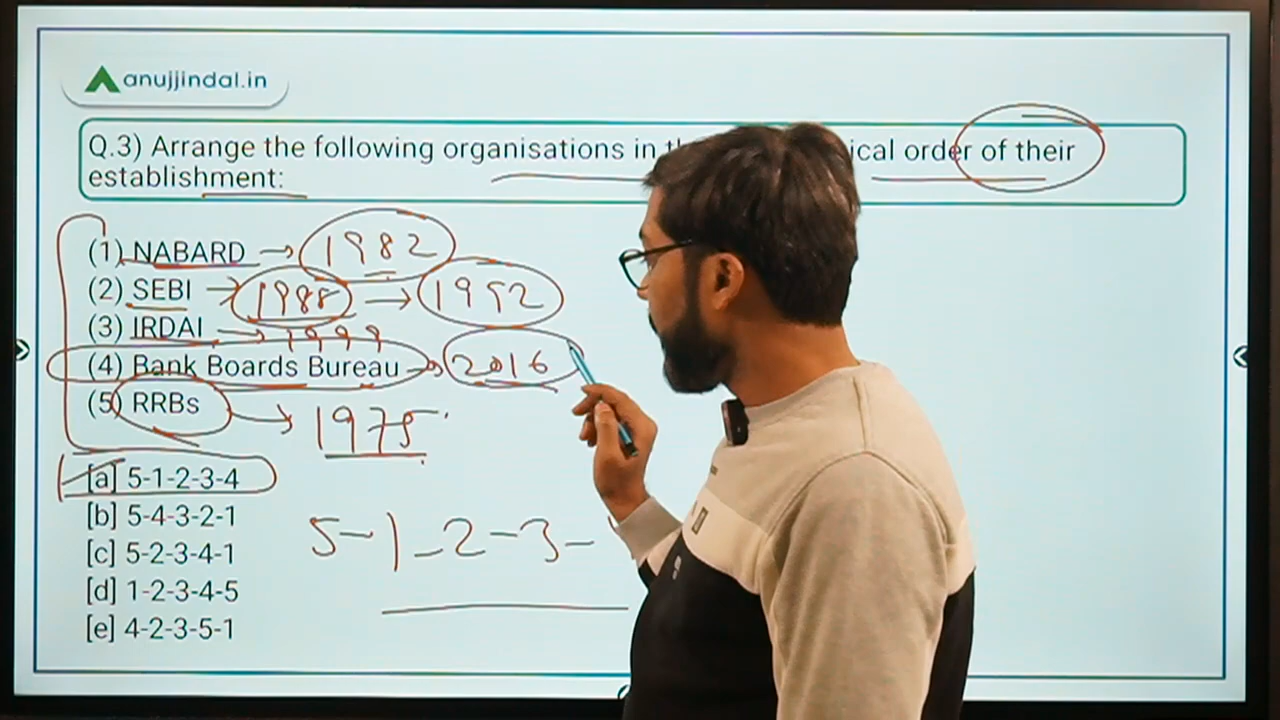 anujjindal.in
Q.3) Arrange the following organisations in order of their
establishment:
(1) NABARD → 1982
(2) SEBI → 1988 → 1992
(3) IRDAI → 1999
(4) Bank Boards Bureau → 2016
(5) RRBs → 1975
[a] 5-1-2-3-4
[b] 5-4-3-2-1
[c] 5-2-3-4-1
[d] 1-2-3-4-5
[e] 4-2-3-5-1
5-1-2-3-